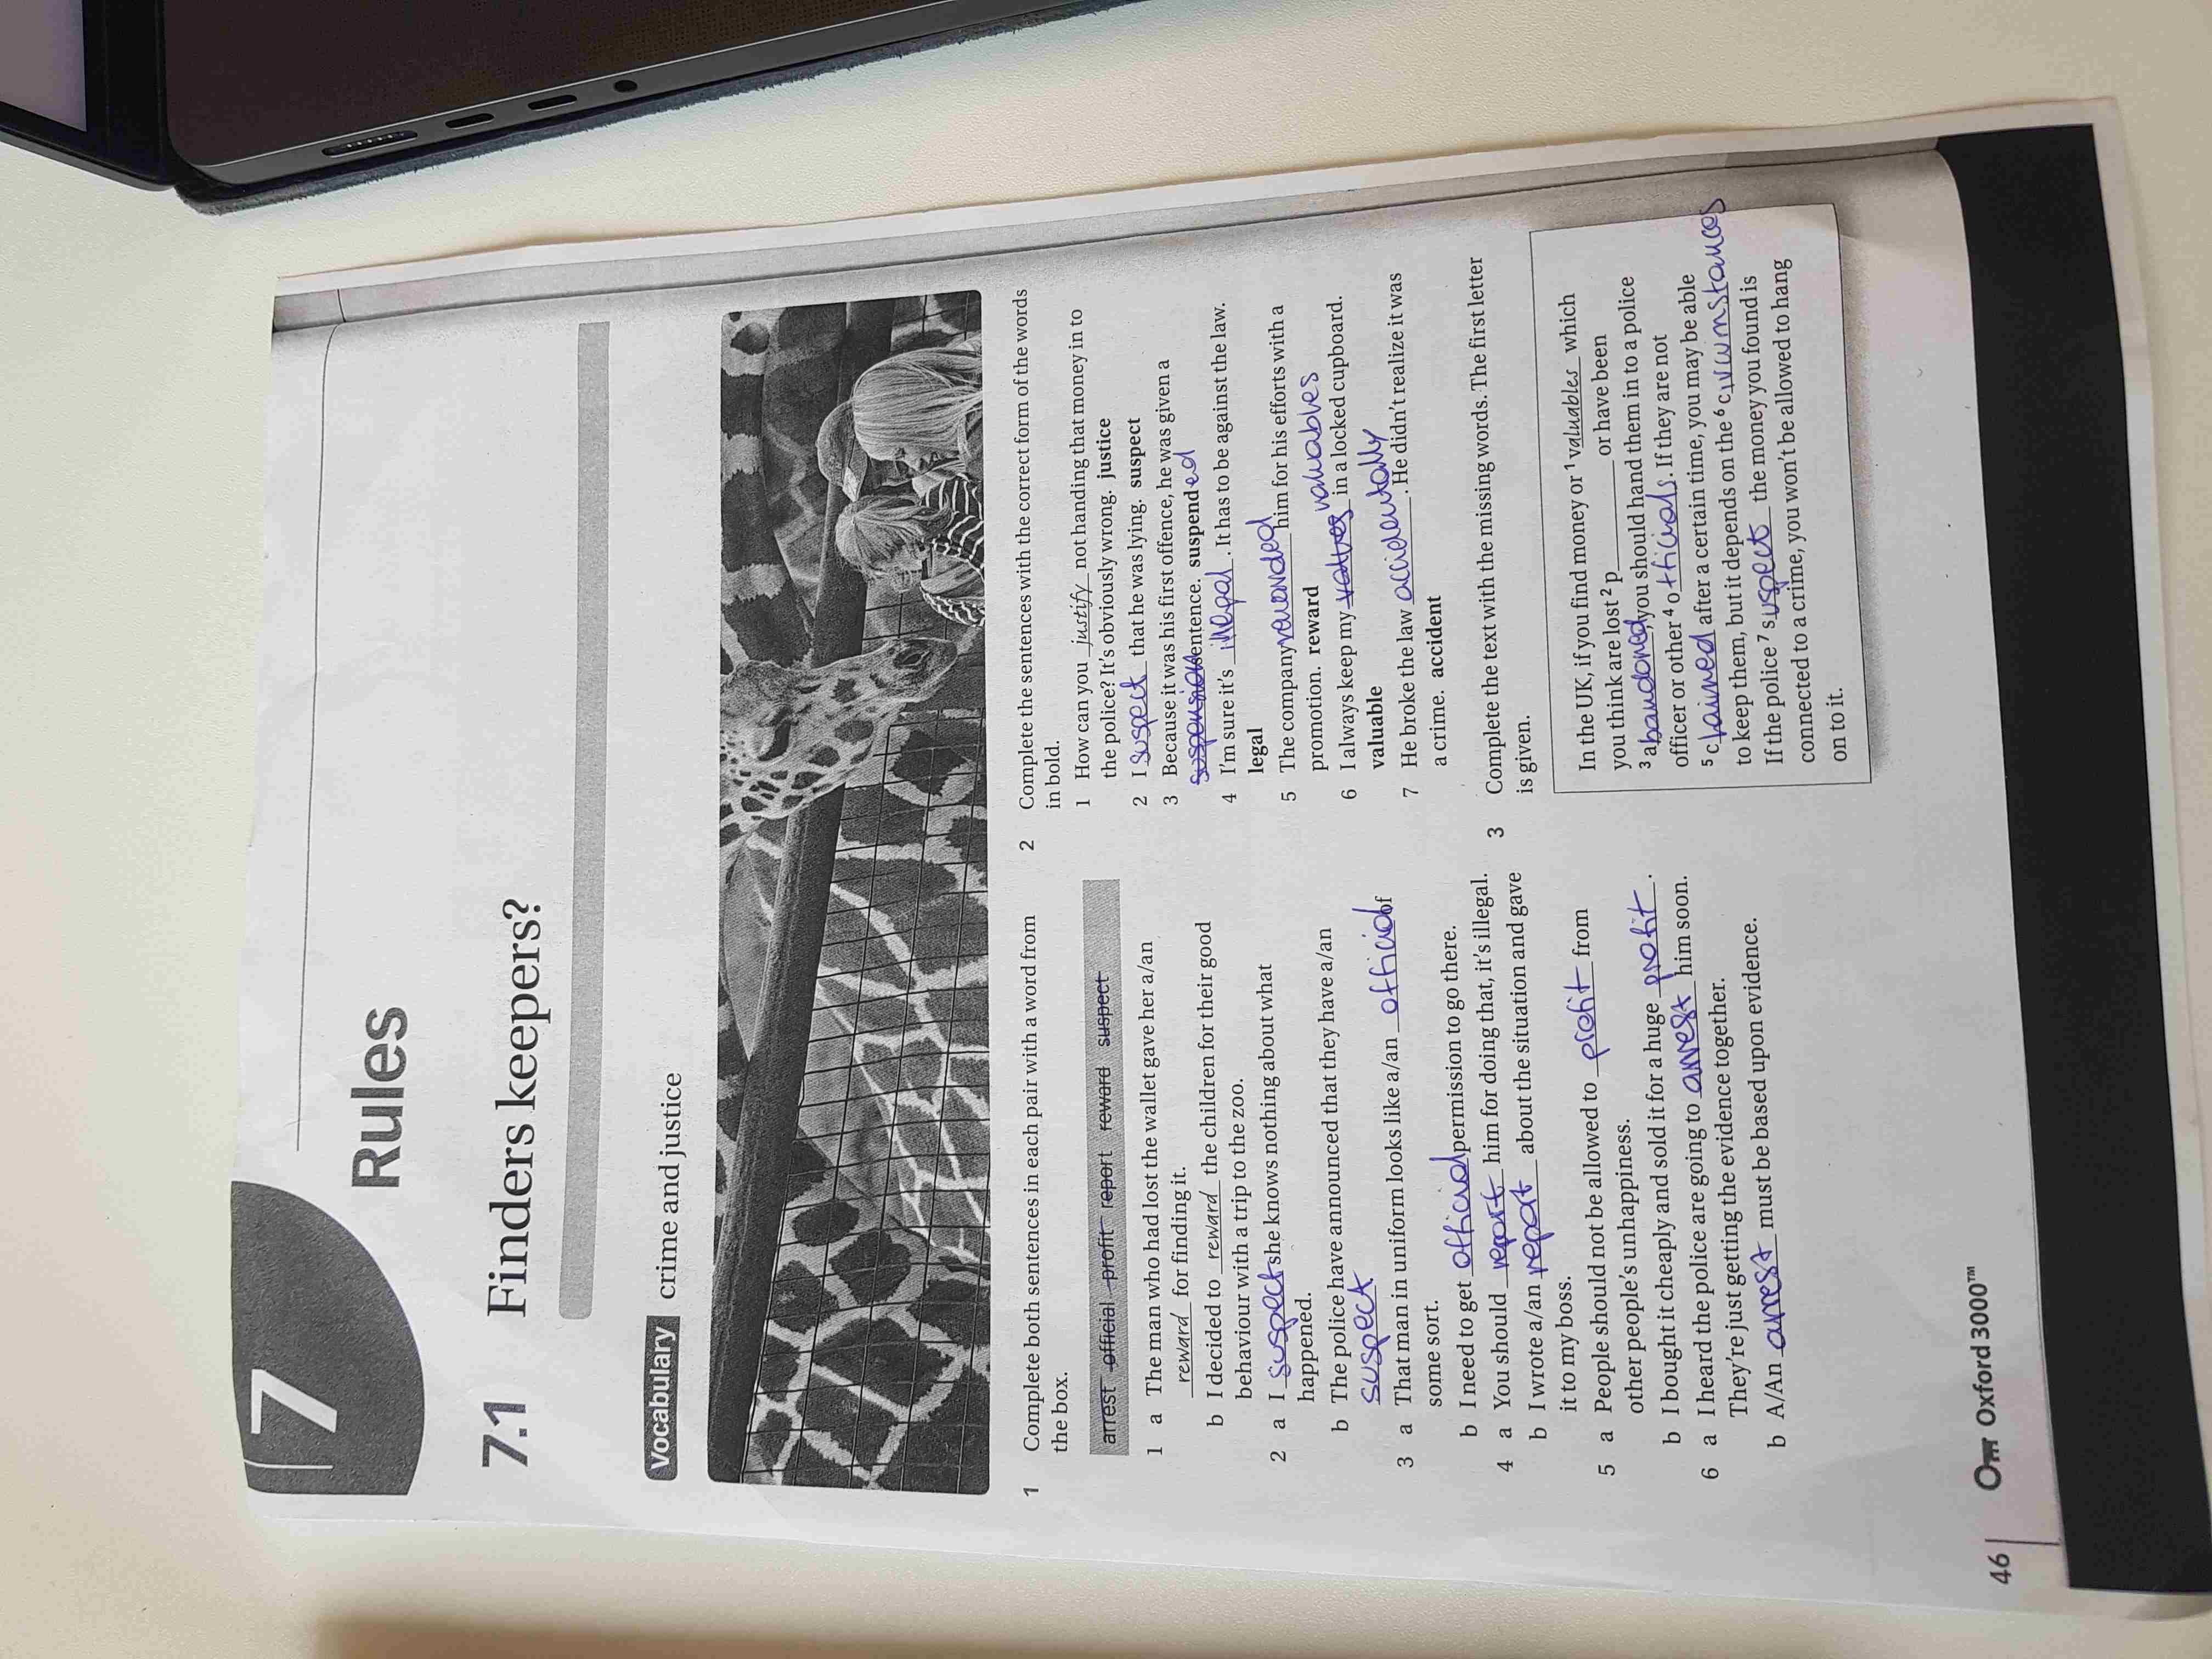 7
Rules
7.1 Finders keepers?
Vocabulary crime and justice
1 Complete both sentences in each pair with a word from
the box.
arrest official profit report reward suspect
1 a The man who had lost the wallet gave her a/an
reward for finding it.
b I decided to reward the children for their good
behaviour with a trip to the zoo.
2 a I suspect she knows nothing about what
happened.
b The police have announced that they have a/an
suspect
3 a That man in uniform looks like a/an official of
some sort.
b I need to get official permission to go there.
4 a You should report him for doing that, it's illegal.
b I wrote a/an report about the situation and gave
it to my boss.
5 a People should not be allowed to profit from
other people's unhappiness.
b I bought it cheaply and sold it for a huge profit.
6 a I heard the police are going to arrest him soon.
They're just getting the evidence together.
b A/An arrest must be based upon evidence.
2 Complete the sentences with the correct form of the words
in bold.
1 How can you justify not handing that money in to
the police? It's obviously wrong. justice
2 I suspect that he was lying. suspect
3 Because it was his first offence, he was given a
suspended
suspension sentence. suspend
4 I'm sure it's illegal. It has to be against the law.
legal
5 The company rewarded him for his efforts with a
promotion. reward
valuables
6 I always keep my values in a locked cupboard.
valuable
7 He broke the law accidentally. He didn't realize it was
a crime. accident
3 Complete the text with the missing words. The first letter
is given.
In the UK, if you find money or 1 valuables which
you think are lost 2 p________ or have been
3 abandoned, you should hand them in to a police
officer or other 4 officials. If they are not
5 claimed after a certain time, you may be able
to keep them, but it depends on the 6 circumstances
If the police 7 suspect the money you found is
connected to a crime, you won't be allowed to hang
on to it.
46 Oxford 3000™